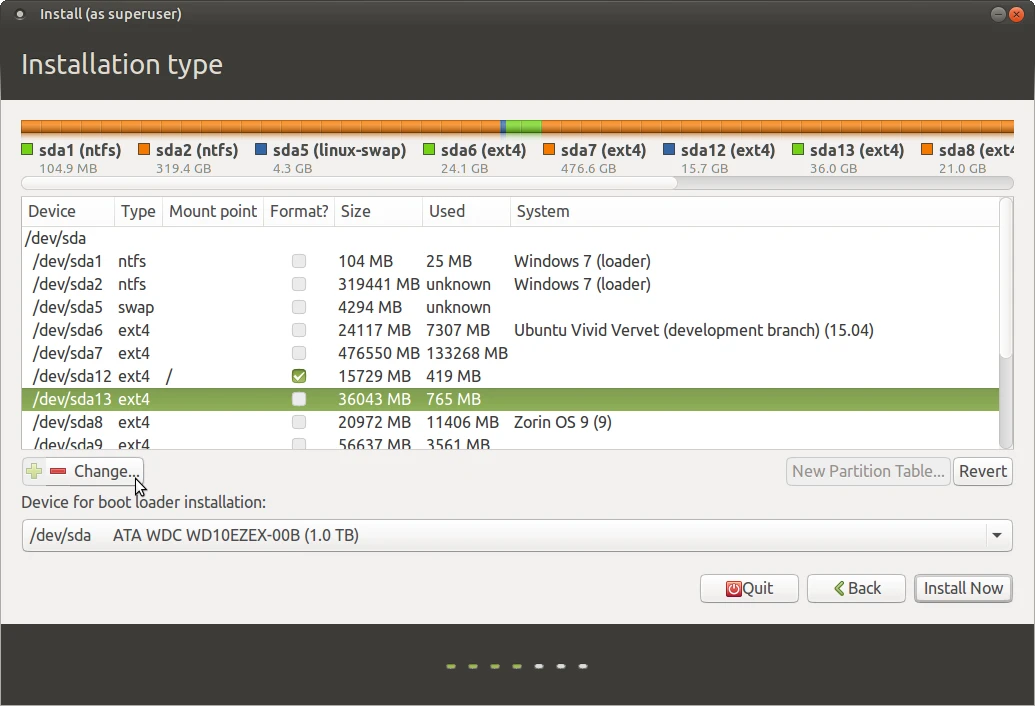 Install (as superuser)
Installation type
sda1 (ntfs) sda2 (ntfs) sda5 (linux-swap) sda6 (ext4) sda7 (ext4) sda12 (ext4) sda13 (ext4) sda8 (ext4
104.9 MB 319.4 GB 4.3 GB 24.1 GB 476.6 GB 15.7 GB 36.0 GB 21.0 GB
Device Type Mount point Format? Size Used System
/dev/sda
/dev/sda1 ntfs 104 MB 25 MB Windows 7 (loader)
/dev/sda2 ntfs 319441 MB unknown Windows 7 (loader)
/dev/sda5 swap 4294 MB unknown
/dev/sda6 ext4 24117 MB 7307 MB Ubuntu Vivid Vervet (development branch) (15.04)
/dev/sda7 ext4 476550 MB 133268 MB
/dev/sda12 ext4 / 15729 MB 419 MB
/dev/sda13 ext4 36043 MB 765 MB
/dev/sda8 ext4 20972 MB 11406 MB Zorin OS 9 (9)
/dev/sda9 ext4 56637 MB 3561 MB
Change... New Partition Table... Revert
Device for boot loader installation:
/dev/sda ATA WDC WD10EZEX-00B (1.0 TB)
Quit Back Install Now